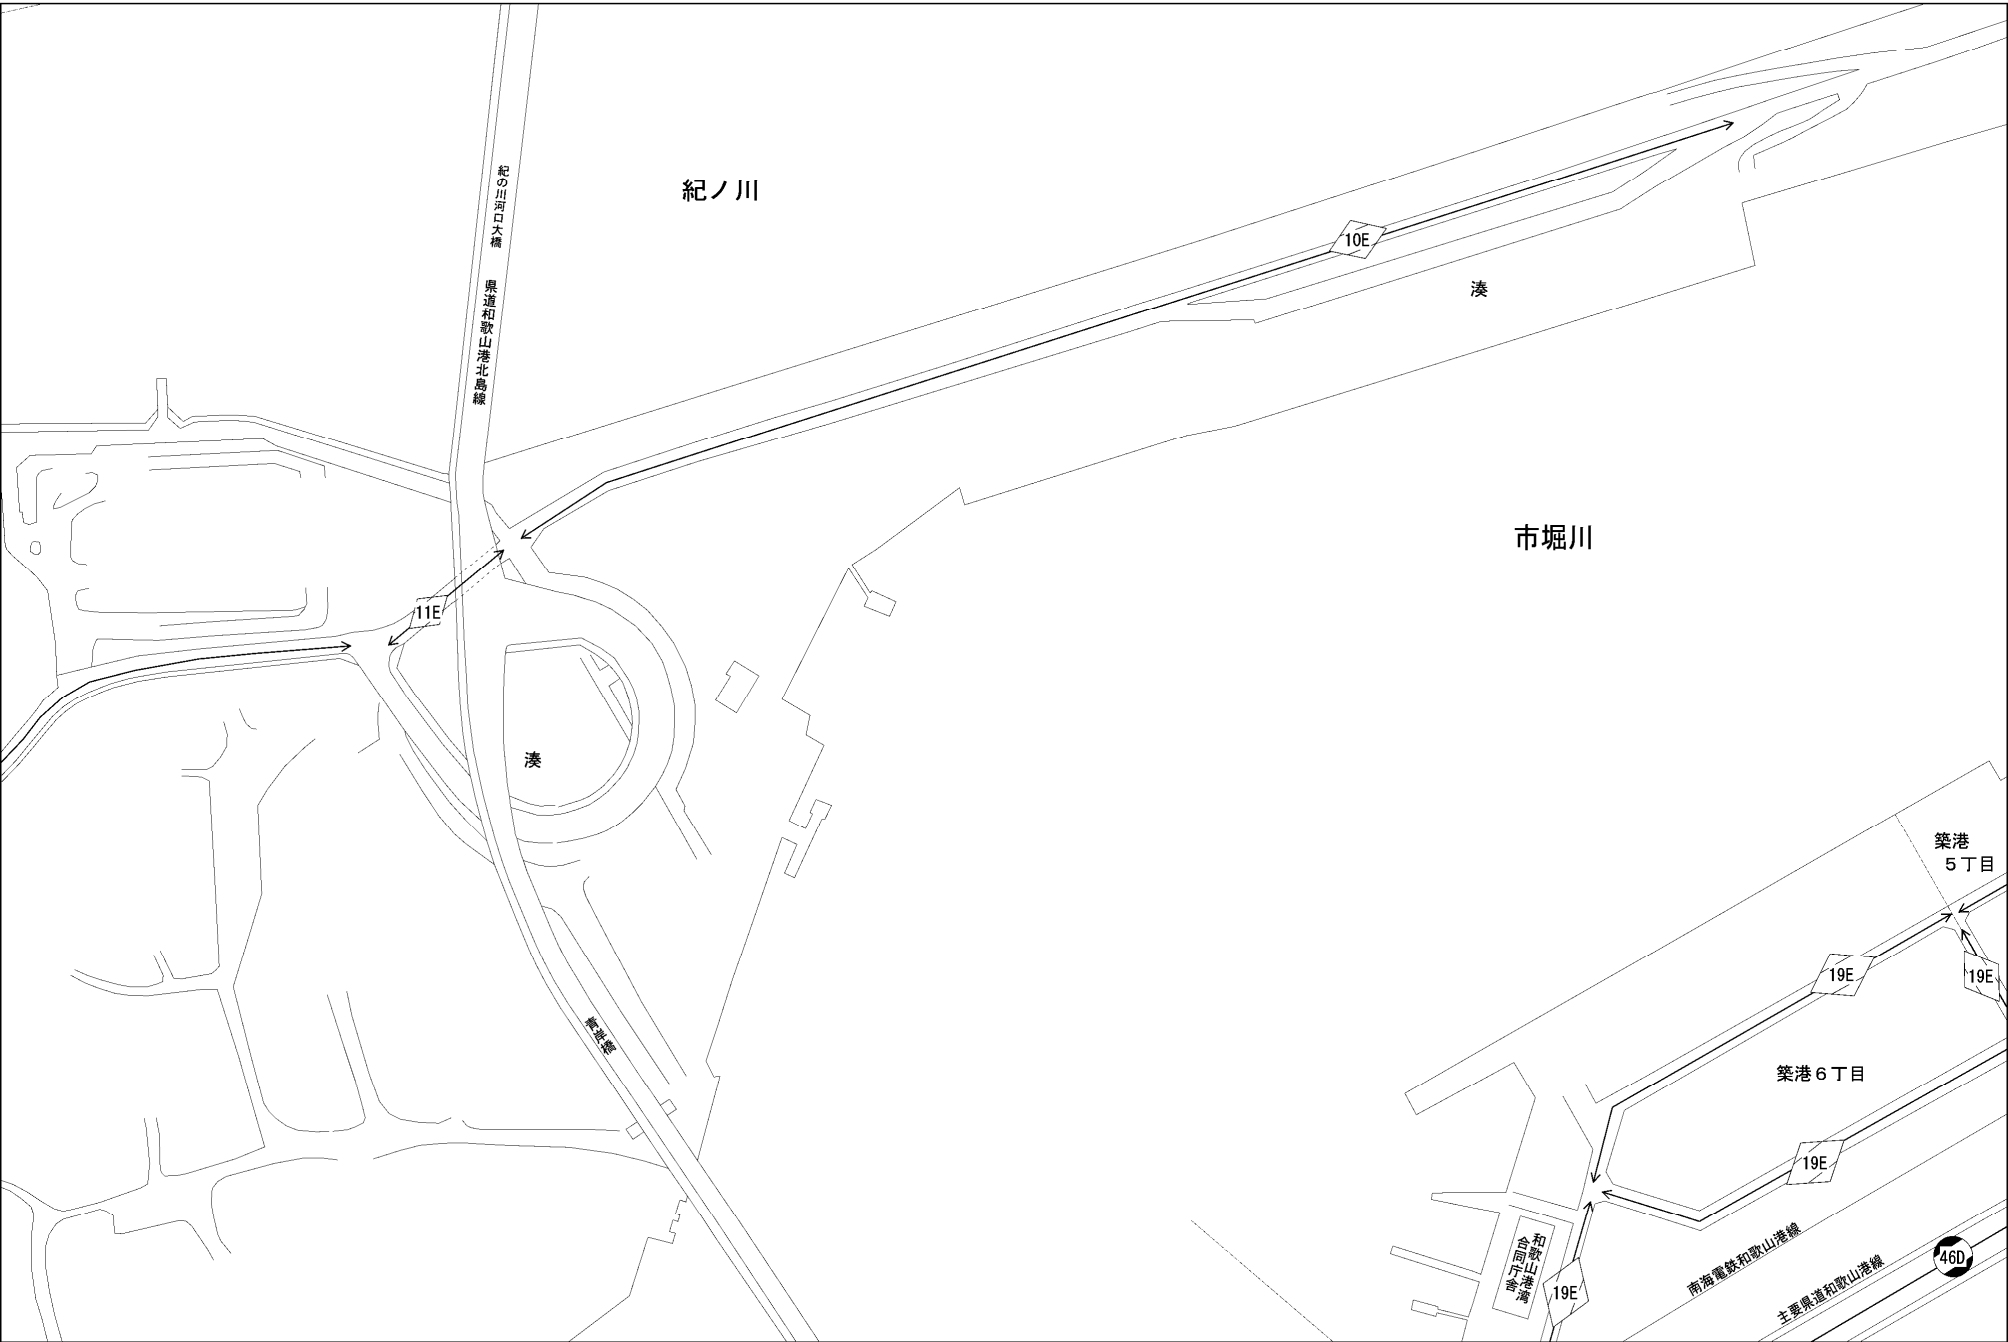 紀の川河口大橋
紀ノ川
10E
県道和歌山港北島線
湊
市堀川
11E
湊
築港
５丁目
19E
19E
青岸橋
築港６丁目
19E
和歌山港湾
合同庁舎
南海電鉄和歌山港線
主要県道和歌山港線
46D
19E